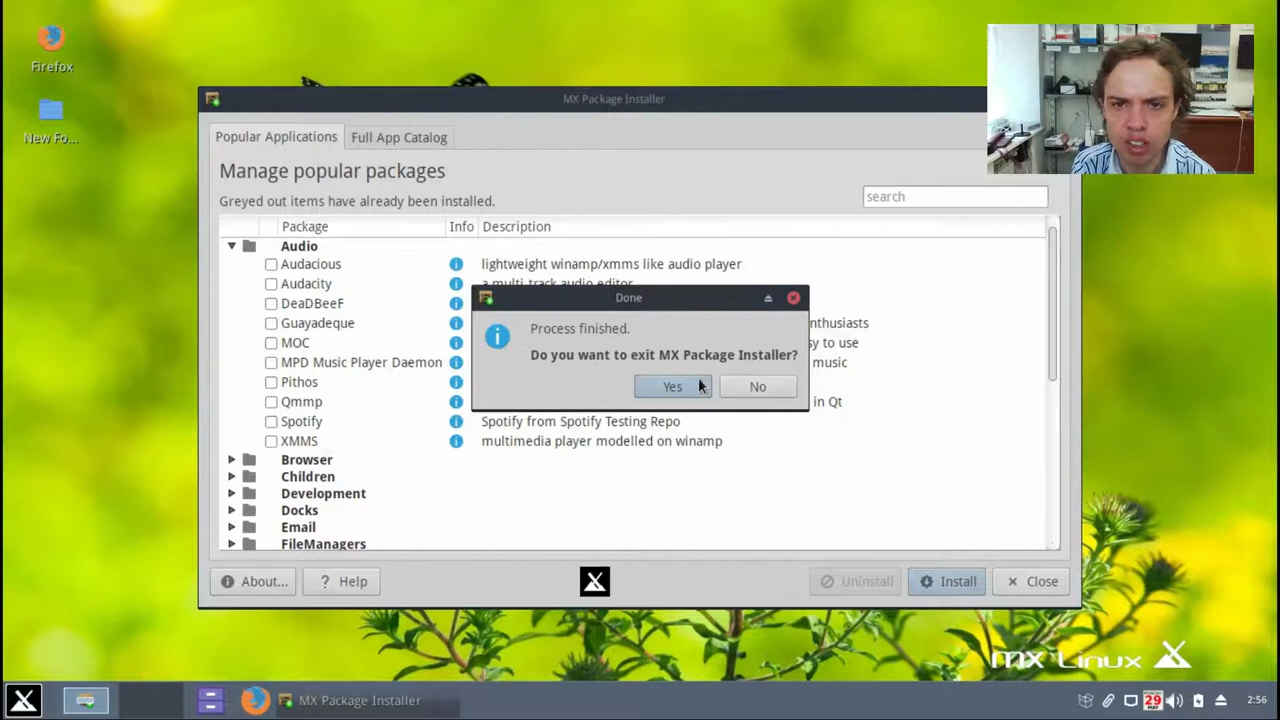 Firefox
New Fo...
MX Package Installer
Popular Applications
Full App Catalog
Manage popular packages
Greyed out items have already been installed.
search
Package Info Description
Audio
Audacious lightweight winamp/xmms like audio player
Audacity a multi-track audio editor
DeaDBeeF
Guayadeque nthusiasts
MOC sy to use
MPD Music Player Daemon music
Pithos
Qmmp in Qt
Spotify Spotify from Spotify Testing Repo
XMMS multimedia player modelled on winamp
Browser
Children
Development
Docks
Email
FileManagers
Done
Process finished.
Do you want to exit MX Package Installer?
Yes No
About... ? Help Uninstall Install Close
MX Linux
MX Package Installer
29
2:56